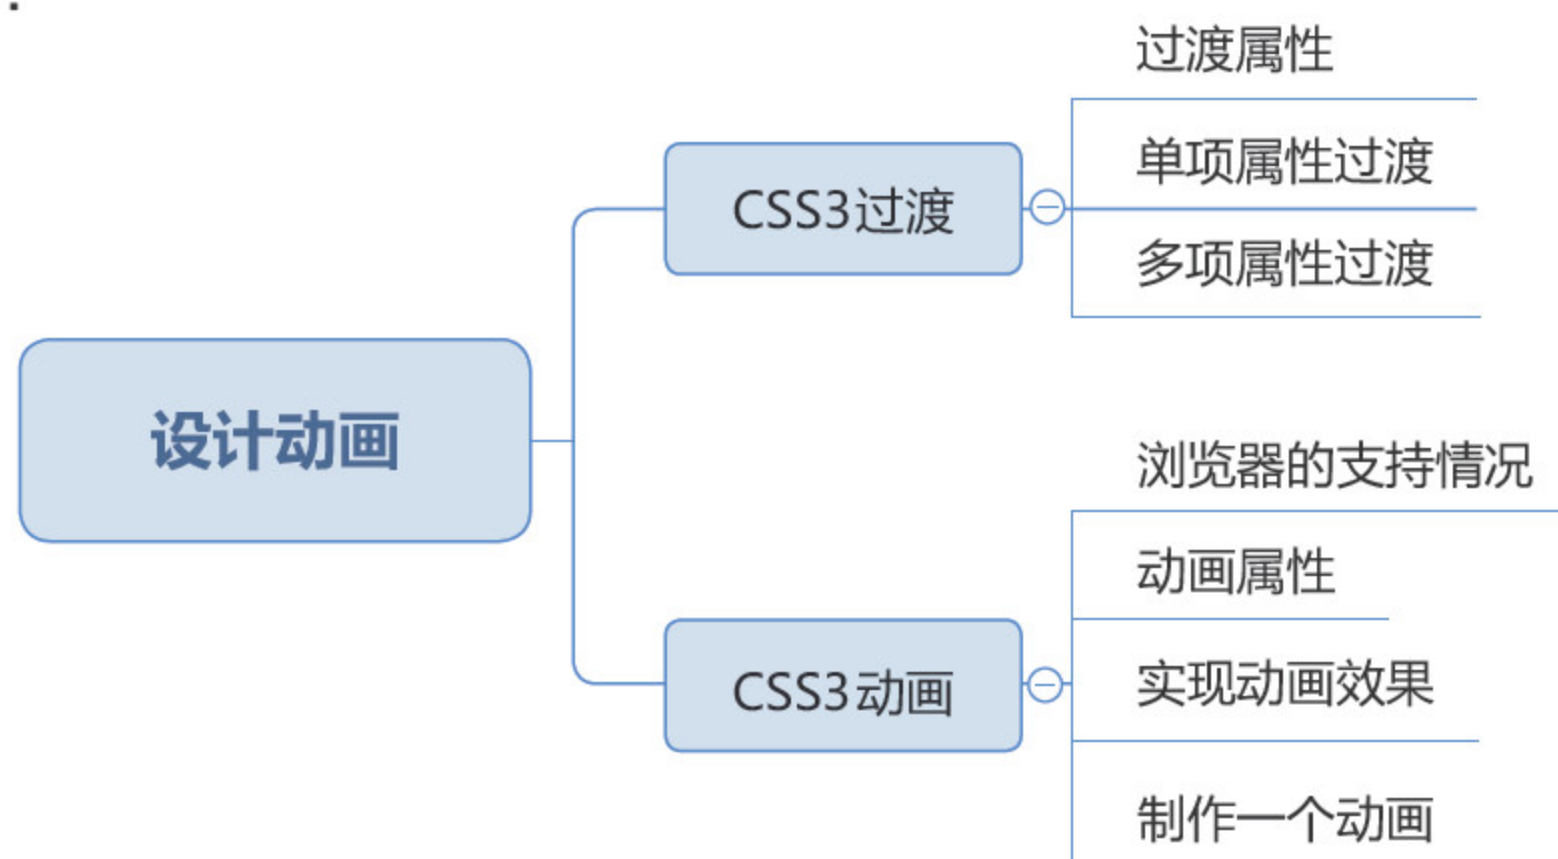 设计动画
CSS3过渡
过渡属性
单项属性过渡
多项属性过渡
CSS3动画
浏览器的支持情况
动画属性
实现动画效果
制作一个动画